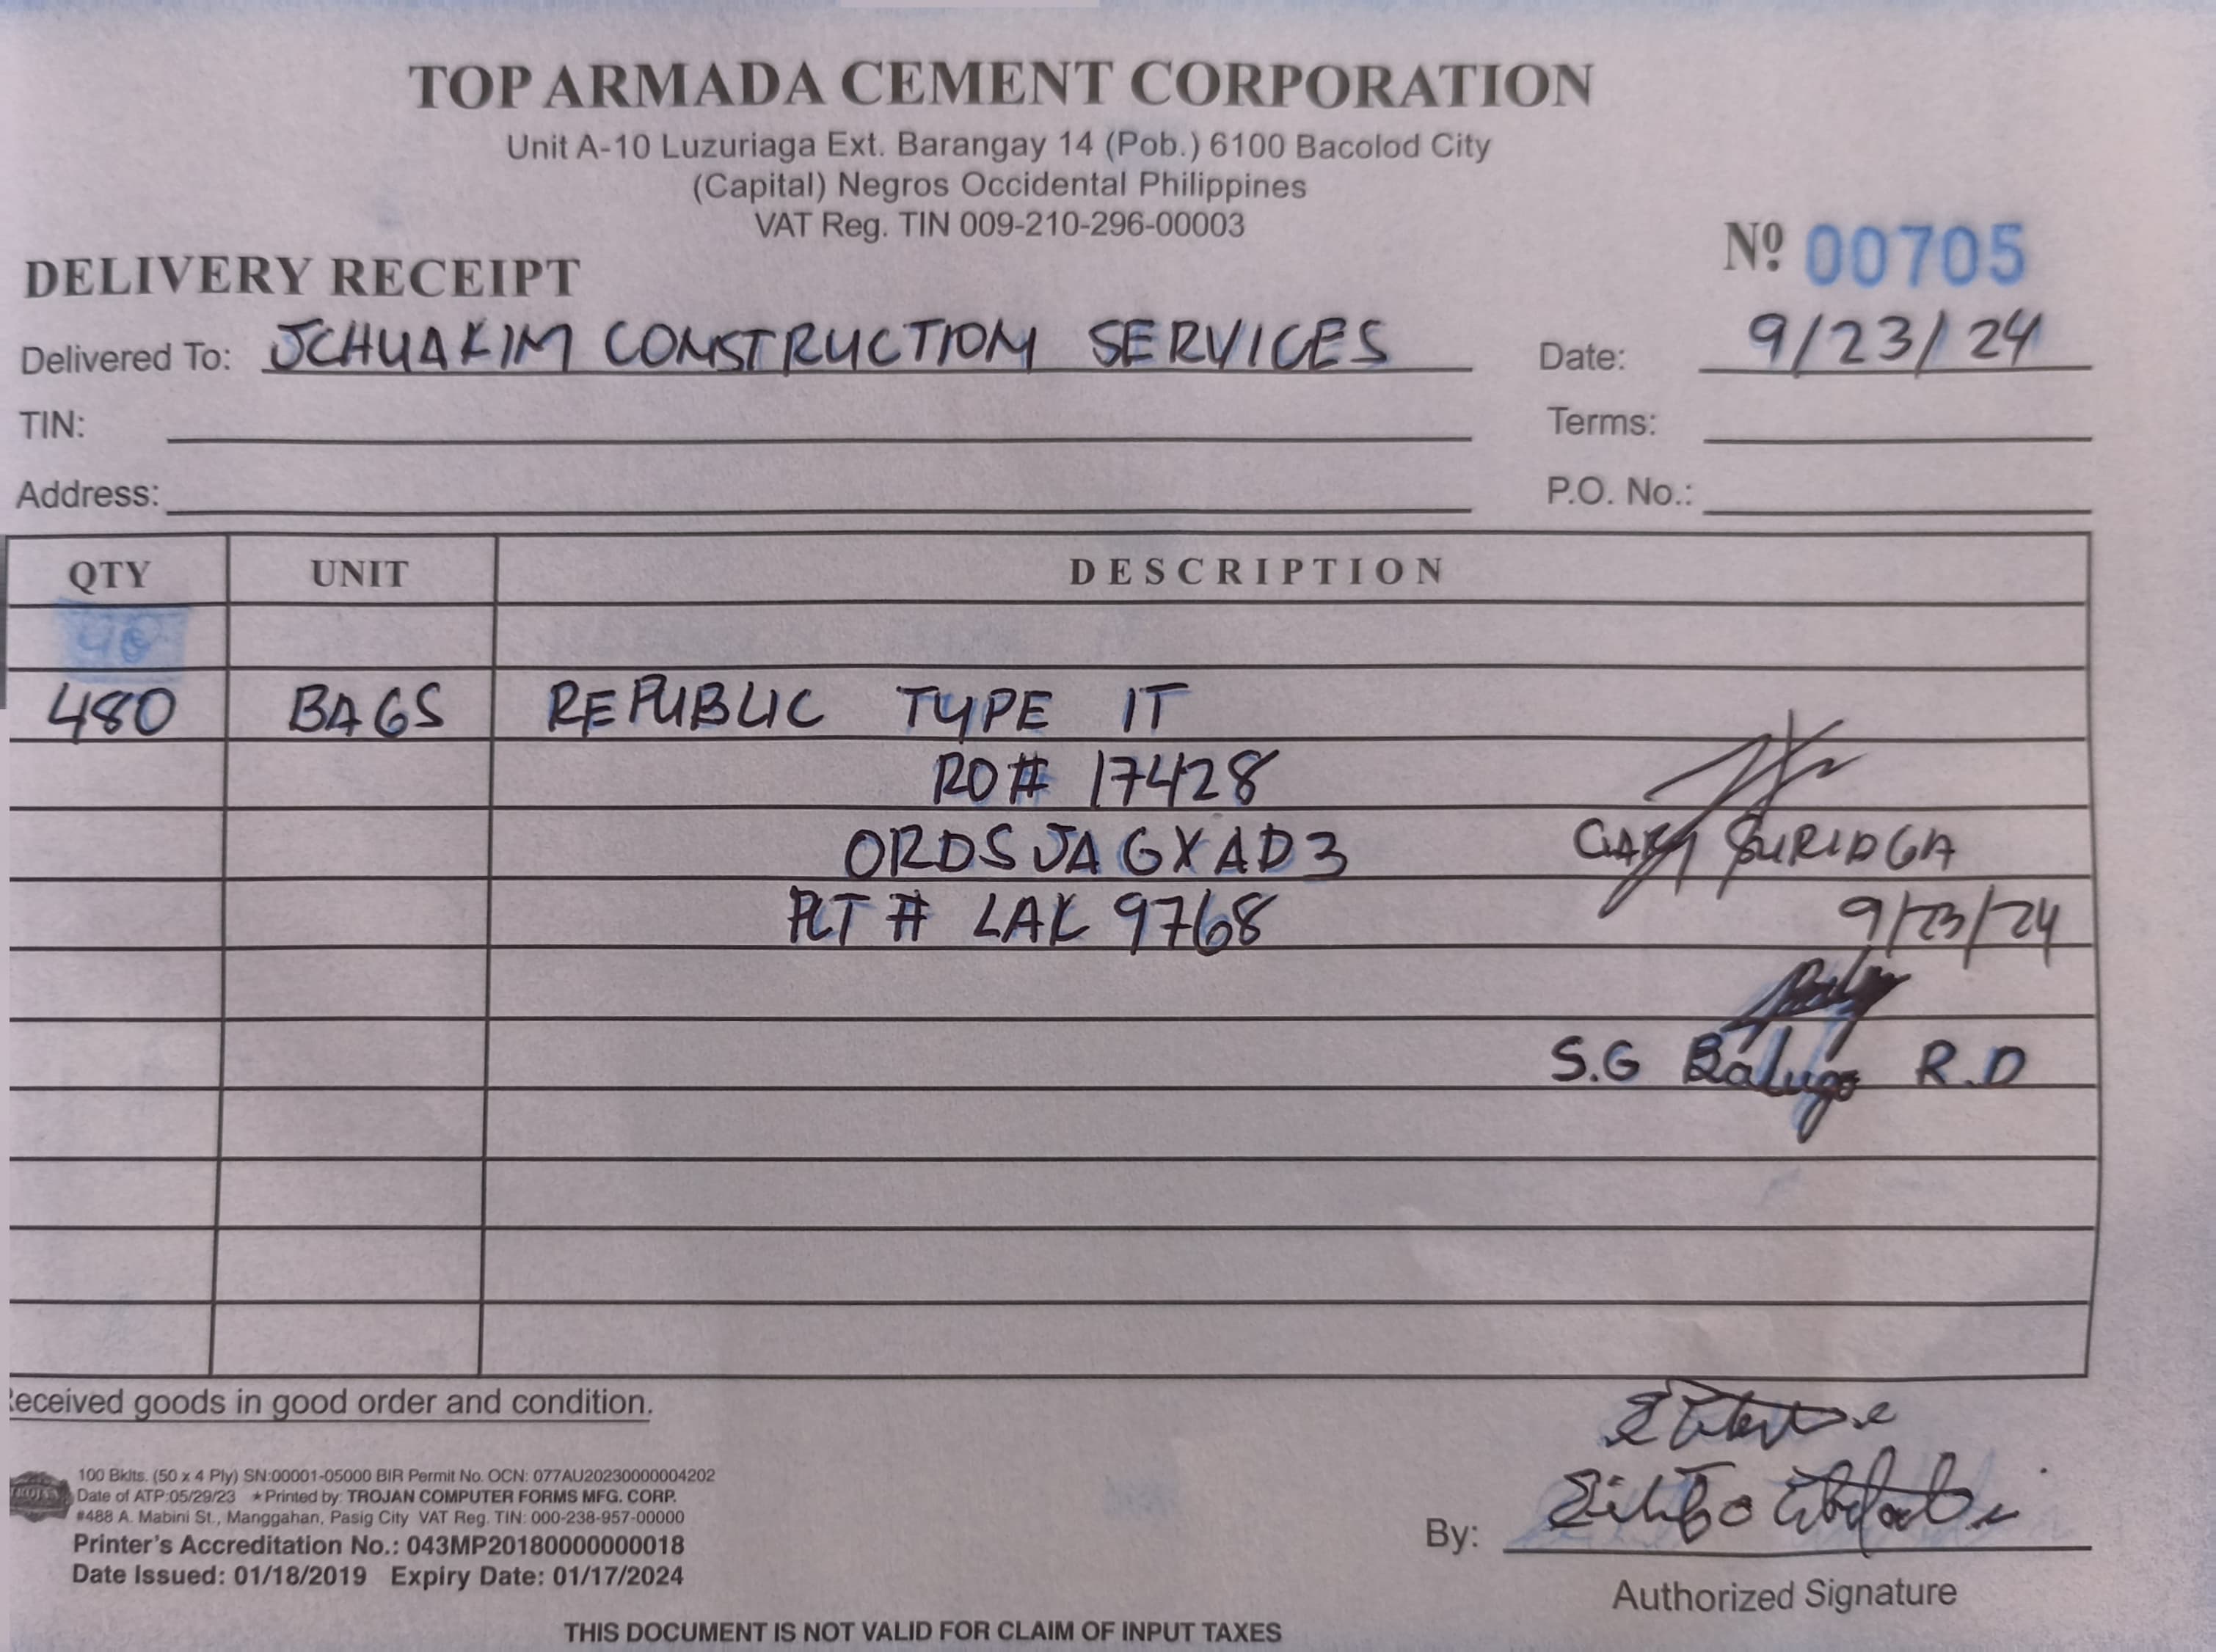 TOP ARMADA CEMENT CORPORATION
Unit A-10 Luzuriaga Ext. Barangay 14 (Pob.) 6100 Bacolod City
(Capital) Negros Occidental Philippines
VAT Reg. TIN 009-210-296-00003
Nº 00705
DELIVERY RECEIPT
Delivered To: JCHUAKIM CONSTRUCTION SERVICES Date: 9/23/24
TIN: Terms:
Address: P.O. No.:
QTY UNIT DESCRIPTION
480 BAGS REPUBLIC TYPE IT
RO# 17428
ORDSJAGXAD3 GARY
PLT # LAK 9768 9/23/24
S.G Balugo R.D
eceived goods in good order and condition.
100 Bklts. (50 x 4 Ply) SN:00001-05000 BIR Permit No. OCN: 077AU20230000004202
Date of ATP:05/29/23 ★Printed by: TROJAN COMPUTER FORMS MFG. CORP.
#488 A. Mabini St., Manggahan, Pasig City VAT Reg. TIN: 000-238-957-00000
Printer's Accreditation No.: 043MP20180000000018
Date Issued: 01/18/2019 Expiry Date: 01/17/2024
By:
Authorized Signature
THIS DOCUMENT IS NOT VALID FOR CLAIM OF INPUT TAXES